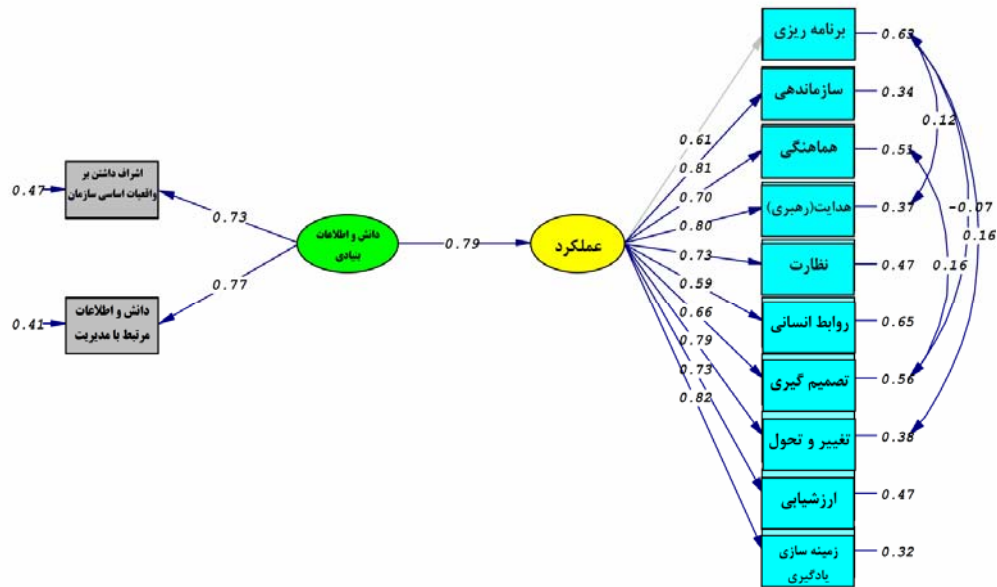 برنامه ریزی
0.63
سازماندهی
0.34
0.12
0.61
هماهنگی
0.51
0.81
اشراف داشتن بر
واقعیات اساسی سازمان
0.47
0.70
هدایت(رهبری)
0.37
-0.07
0.73
0.80
0.16
دانش و اطلاعات
بنیادی
0.79
عملکرد
0.73
نظارت
0.47
0.16
0.77
0.59
دانش و اطلاعات
مرتبط با مدیریت
0.41
0.66
روابط انسانی
0.65
0.79
0.73
تصمیم گیری
0.56
0.82
تغییر و تحول
0.38
ارزشیابی
0.47
زمینه سازی
یادگیری
0.32